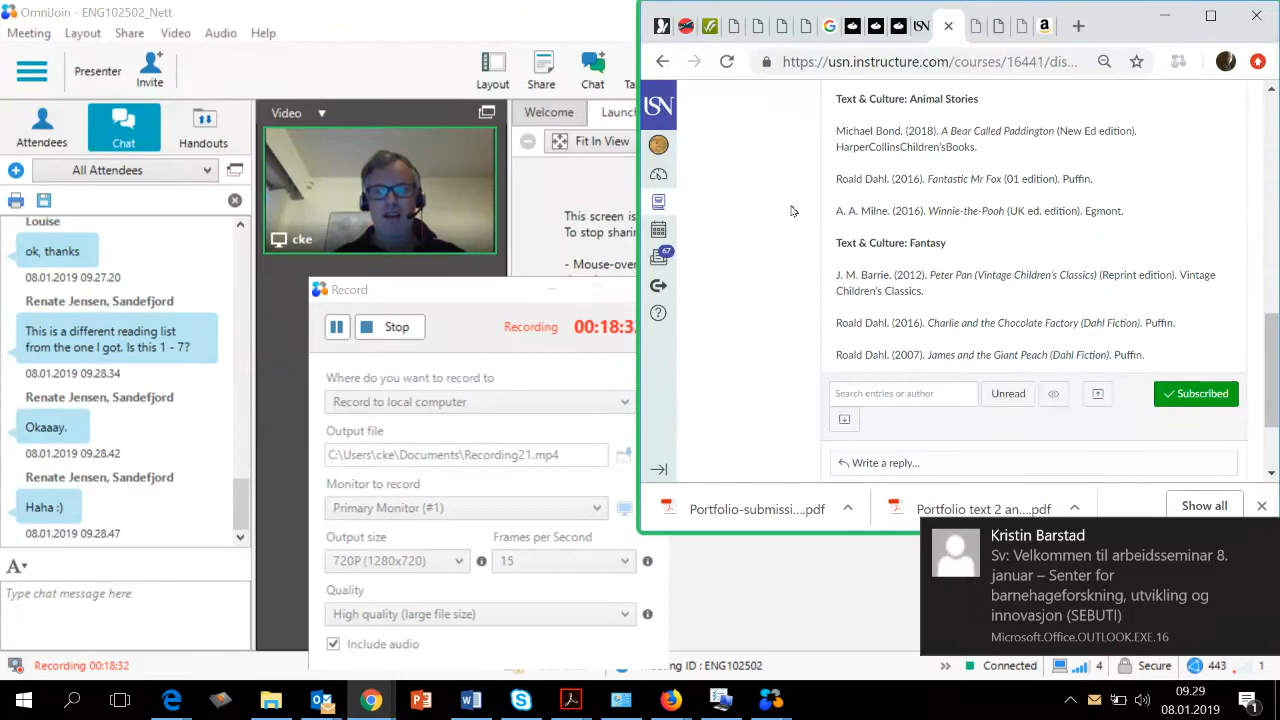 OmniJoin - ENG102502_Nett
Meeting Layout Share Video Audio Help
Presenter
Invite
Layout
Share
Chat
Ta
Attendees
Chat
Handouts
All Attendees
Louise
ok, thanks
08.01.2019 09.27.20
Renate Jensen, Sandefjord
This is a different reading list
from the one I got. Is this 1 - 7?
08.01.2019 09.28.34
Renate Jensen, Sandefjord
Okaaay.
08.01.2019 09.28.42
Renate Jensen, Sandefjord
Haha :)
08.01.2019 09.28.47
A
Type chat message here
Recording 00:18:32
Video
cke
Welcome
Launc
Fit In View
This screen is
To stop sharin
- Mouse-over
Record
Stop
Recording
00:18:32
Where do you want to record to
Record to local computer
Output file
C:\Users\cke\Documents\Recording21.mp4
Monitor to record
Primary Monitor (#1)
Output size
Frames per Second
720P (1280x720)
15
Quality
High quality (large file size)
Include audio
https://usn.instructure.com/courses/16441/dis...
USN
67
Text & Culture: Animal Stories
Michael Bond. (2018). A Bear Called Paddington (New Ed edition).
HarperCollinsChildren'sBooks.
Roald Dahl. (2016). Fantastic Mr Fox (01 edition). Puffin.
A. A. Milne. (2016). Winnie-the-Pooh (UK ed. edition). Egmont.
Text & Culture: Fantasy
J. M. Barrie. (2012). Peter Pan (Vintage Children's Classics) (Reprint edition). Vintage
Children's Classics.
Roald Dahl. (2016). Charlie and the Chocolate Factory (Dahl Fiction). Puffin.
Roald Dahl. (2007). James and the Giant Peach (Dahl Fiction). Puffin.
Search entries or author
Unread
Subscribed
Write a reply...
Portfolio-submissi....pdf
Portfolio text 2 an....pdf
Show all
Kristin Barstad
Sv: Velkommen til arbeidsseminar 8.
januar – Senter for
barnehageforskning, utvikling og
innovasjon (SEBUTI)
Microsoft.Office.OUTLOOK.EXE.16
ing ID : ENG102502
Connected
4
Secure
443
1
09.29
08.01.2019
1